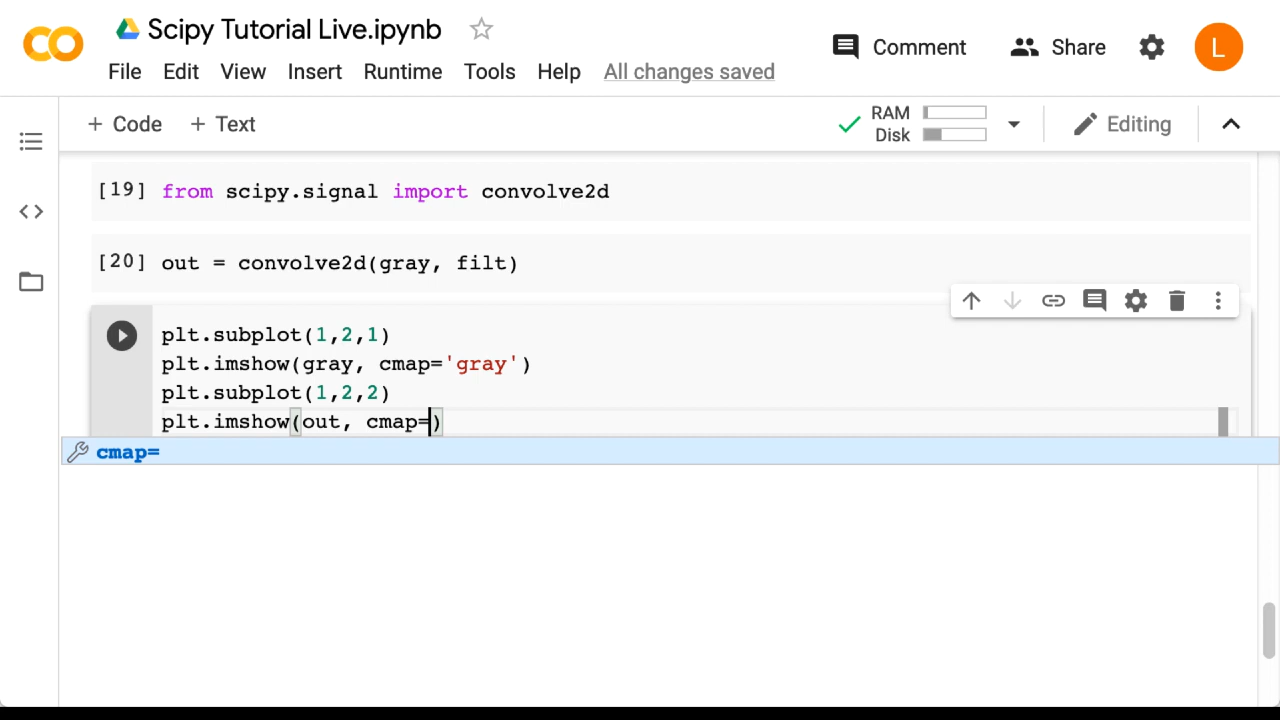 Scipy Tutorial Live.ipynb
File Edit View Insert Runtime Tools Help All changes saved
Comment Share L
+ Code + Text
RAM
Disk
Editing
[19] from scipy.signal import convolve2d
[20] out = convolve2d(gray, filt)
plt.subplot(1,2,1)
plt.imshow(gray, cmap='gray')
plt.subplot(1,2,2)
plt.imshow(out, cmap=)
cmap=